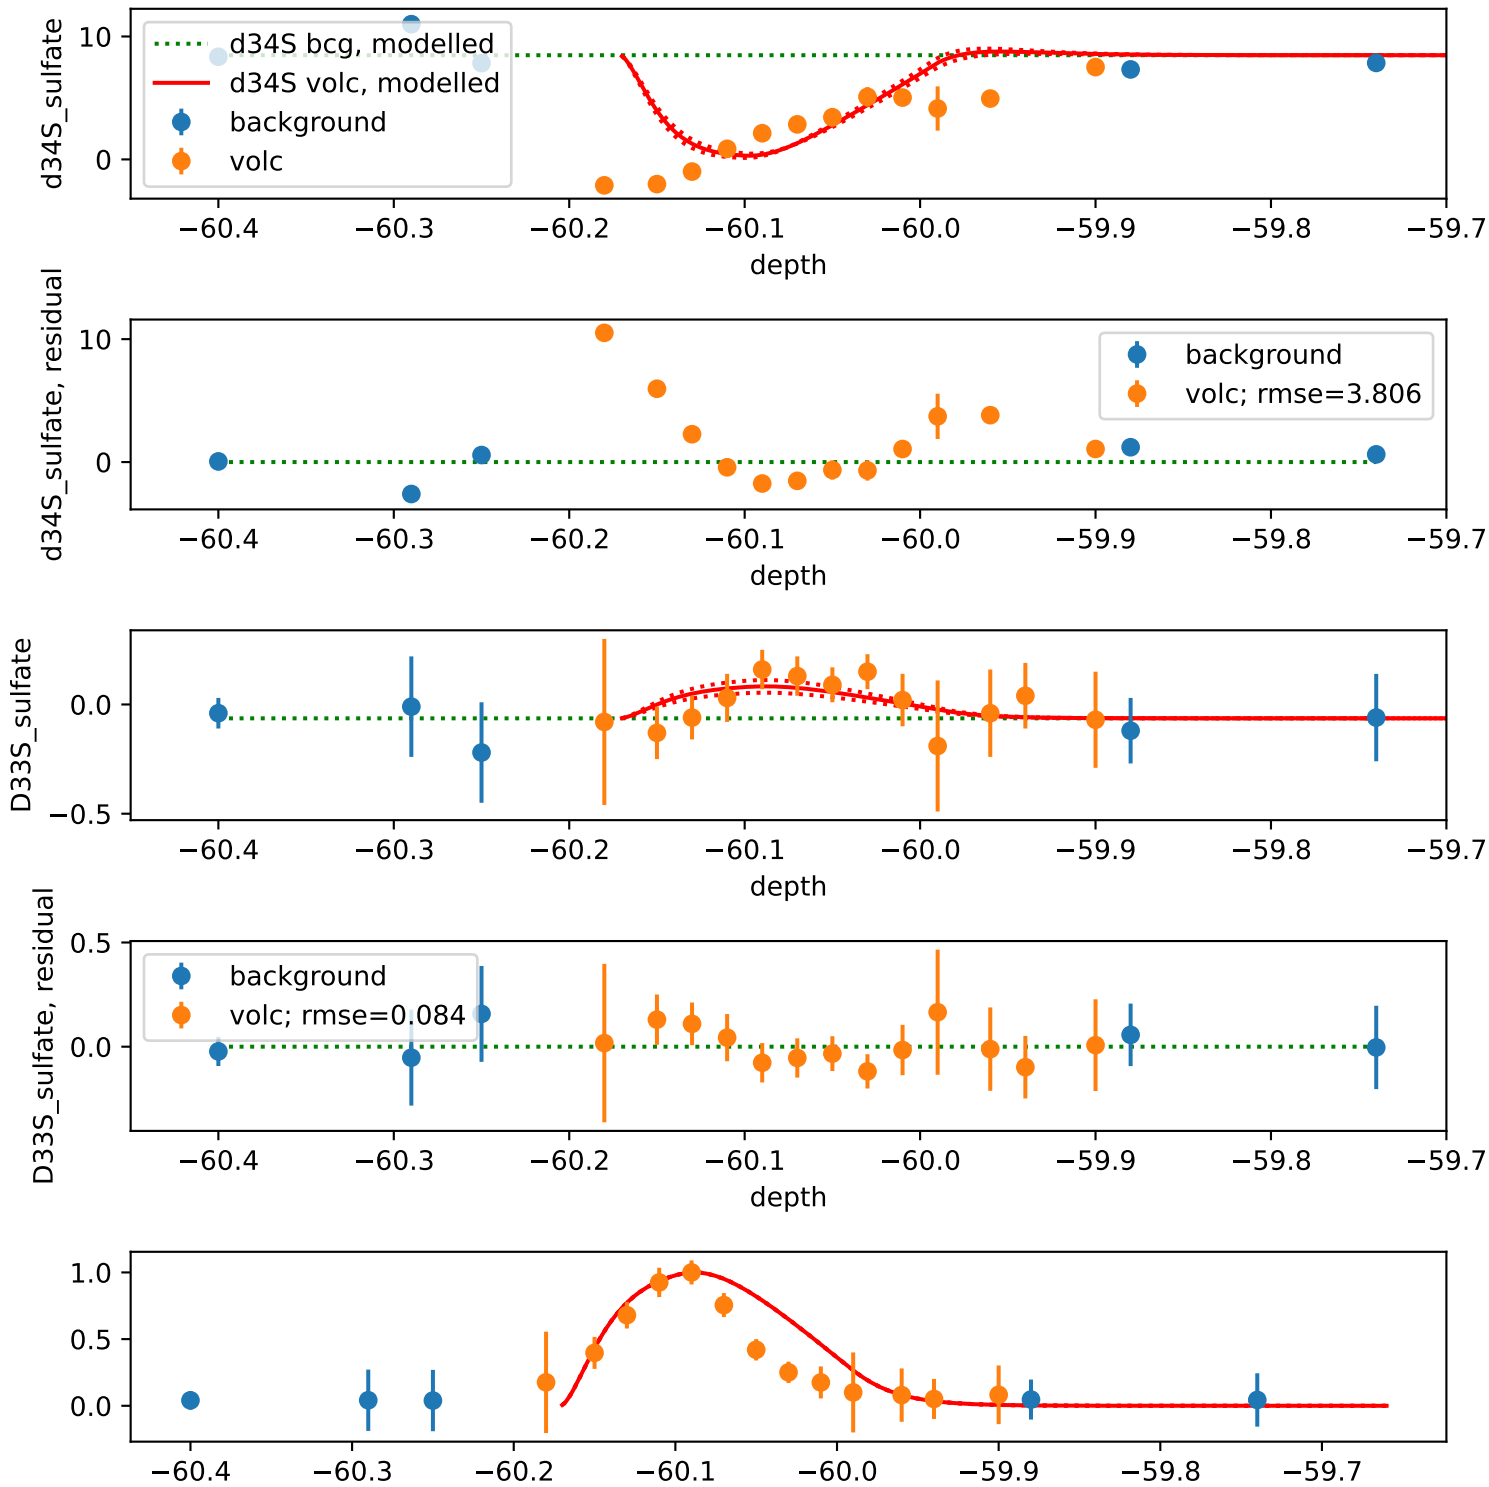 d34S_sulfate
10
0
d34S bcg, modelled
d34S volc, modelled
background
volc
−60.4 −60.3 −60.2 −60.1 −60.0 −59.9 −59.8 −59.7
depth
d34S_sulfate, residual
10
0
background
volc; rmse=3.806
−60.4 −60.3 −60.2 −60.1 −60.0 −59.9 −59.8 −59.7
depth
D33S_sulfate
0.0
−0.5
−60.4 −60.3 −60.2 −60.1 −60.0 −59.9 −59.8 −59.7
depth
D33S_sulfate, residual
0.5
0.0
background
volc; rmse=0.084
−60.4 −60.3 −60.2 −60.1 −60.0 −59.9 −59.8 −59.7
depth
1.0
0.5
0.0
−60.4 −60.3 −60.2 −60.1 −60.0 −59.9 −59.8 −59.7